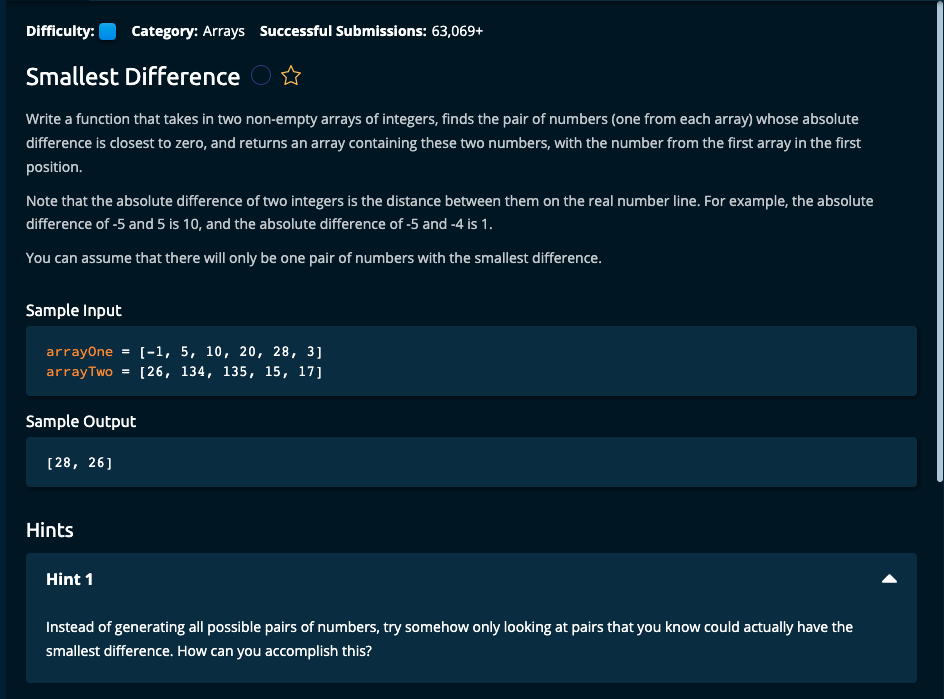 Difficulty: Category: Arrays Successful Submissions: 63,069+
Smallest Difference
Write a function that takes in two non-empty arrays of integers, finds the pair of numbers (one from each array) whose absolute
difference is closest to zero, and returns an array containing these two numbers, with the number from the first array in the first
position.
Note that the absolute difference of two integers is the distance between them on the real number line. For example, the absolute
difference of -5 and 5 is 10, and the absolute difference of -5 and -4 is 1.
You can assume that there will only be one pair of numbers with the smallest difference.
Sample Input
arrayOne = [-1, 5, 10, 20, 28, 3]
arrayTwo = [26, 134, 135, 15, 17]
Sample Output
[28, 26]
Hints
Hint 1
Instead of generating all possible pairs of numbers, try somehow only looking at pairs that you know could actually have the
smallest difference. How can you accomplish this?